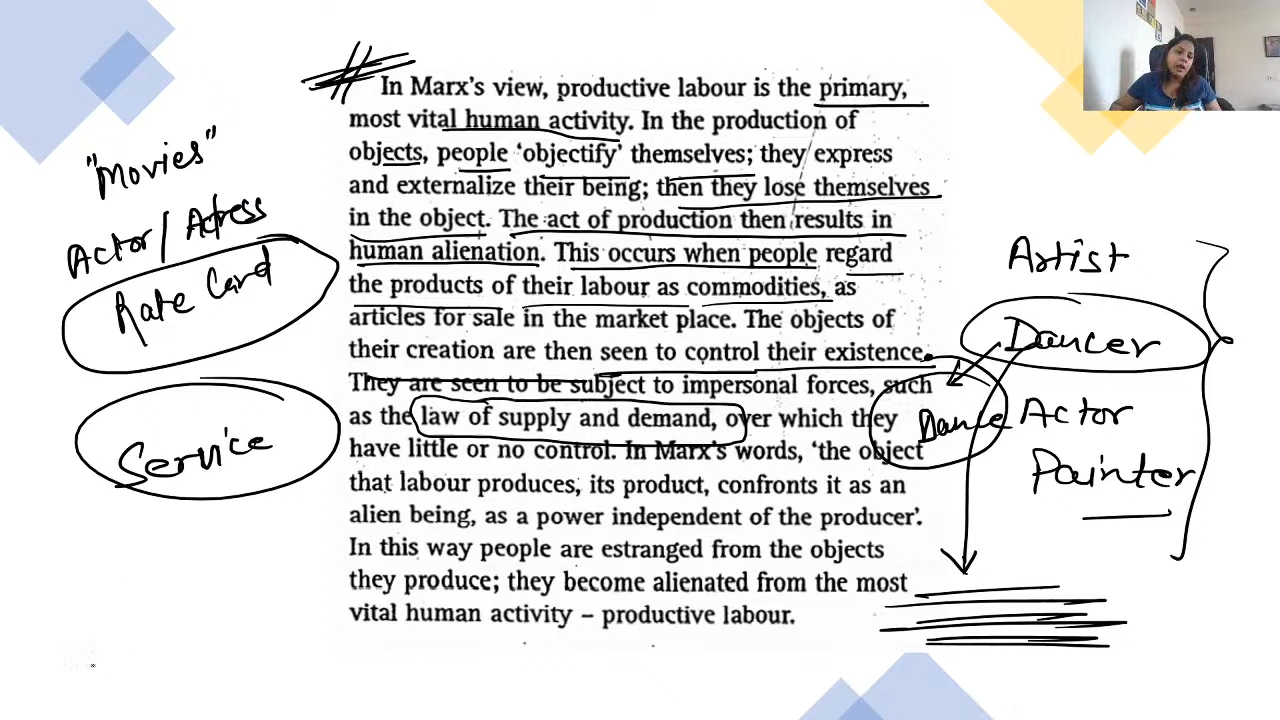 In Marx's view, productive labour is the primary,
most vital human activity. In the production of
objects, people 'objectify' themselves; they express
and externalize their being; then they lose themselves
in the object. The act of production then results in
human alienation. This occurs when people regard
the products of their labour as commodities, as
articles for sale in the market place. The objects of
their creation are then seen to control their existence.
They are seen to be subject to impersonal forces, such
as the law of supply and demand, over which they
have little or no control. In Marx's words, 'the object
that labour produces, its product, confronts it as an
alien being, as a power independent of the producer'.
In this way people are estranged from the objects
they produce; they become alienated from the most
vital human activity – productive labour.
"Movies"
Actor / Actress
Rate Card
Service
Artist
Dancer
Dance
Actor
Painter